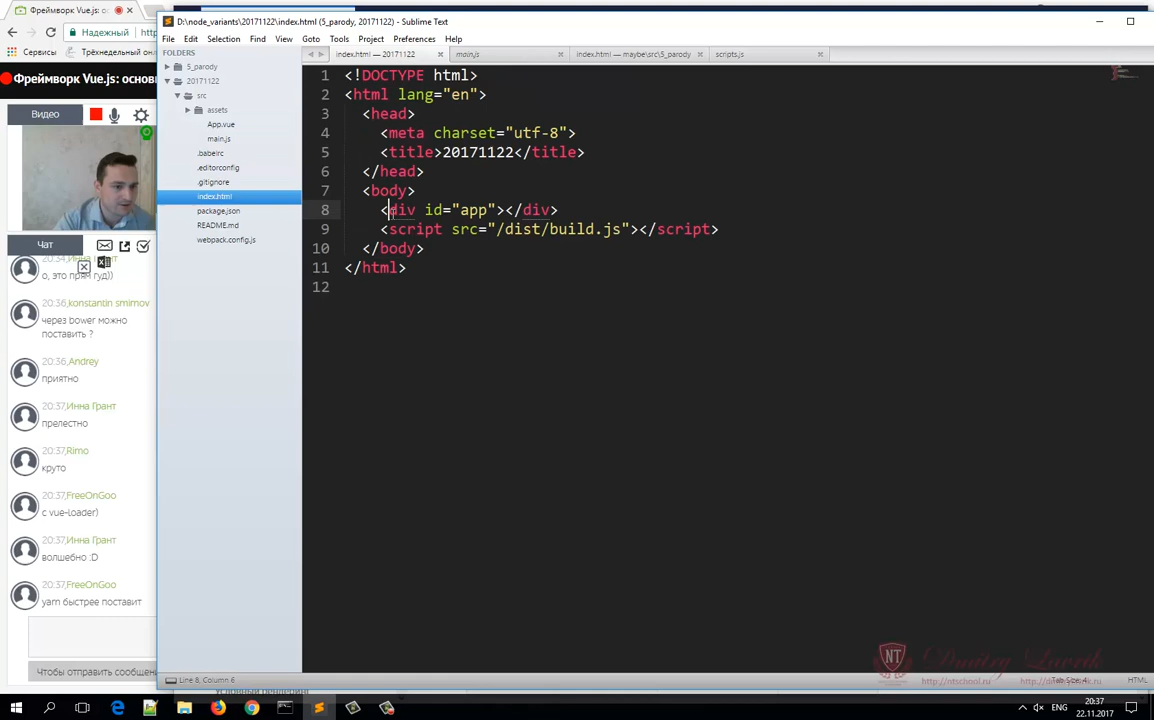 Фреймворк Vue.js: ос
Надежный
Сервисы
Трёхнедельный он
Фреймворк Vue.js: основы
Видео
Чат
о, это прям гуд))
20:36,konstantin smirnov
через bower можно
поставить ?
20:36,Andrey
приятно
20:37,Инна Грант
прелестно
20:37,Rimo
круто
20:37,FreeOnGoo
с vue-loader)
20:37,Инна Грант
волшебно :D
20:37,FreeOnGoo
yarn быстрее поставит
Чтобы отправить сообщен
D:\node_variants\20171122\index.html (5_parody, 20171122) - Sublime Text
File Edit Selection Find View Goto Tools Project Preferences Help
FOLDERS
5_parody
20171122
src
assets
App.vue
main.js
.babelrc
.editorconfig
.gitignore
index.html
package.json
README.md
webpack.config.js
index.html — 20171122
main.js
index.html — maybe\src\5_parody
scripts.js
1 <!DOCTYPE html>
2 <html lang="en">
3 <head>
4 <meta charset="utf-8">
5 <title>20171122</title>
6 </head>
7 <body>
8 <div id="app"></div>
9 <script src="/dist/build.js"></script>
10 </body>
11 </html>
12
NT
Dmitry Lavrik
http://ntschool.ru
Line 8, Column 6
Tab Size: 4
HTML
ENG
20:37
22.11.2017